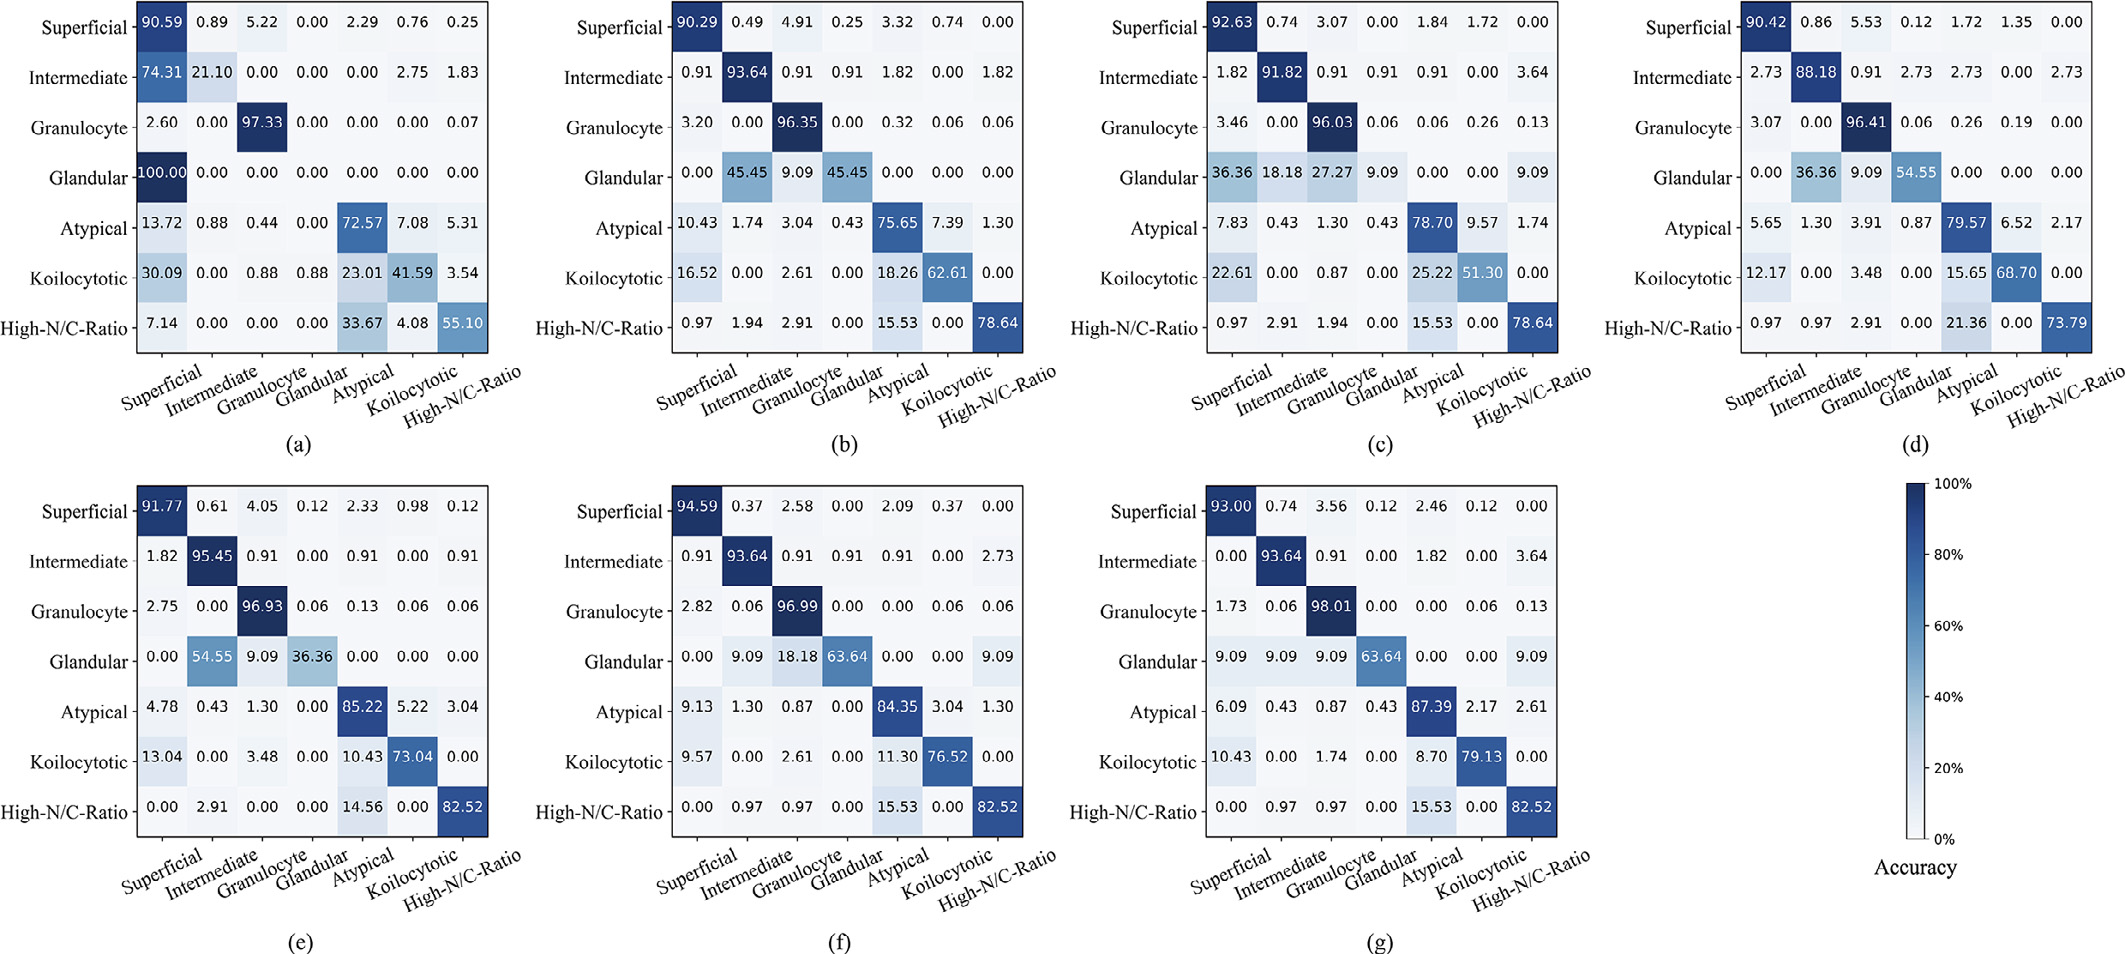 Superficial 90.59 0.89 5.22 0.00 2.29 0.76 0.25
Intermediate 74.31 21.10 0.00 0.00 0.00 2.75 1.83
Granulocyte 2.60 0.00 97.33 0.00 0.00 0.00 0.07
Glandular 100.00 0.00 0.00 0.00 0.00 0.00 0.00
Atypical 13.72 0.88 0.44 0.00 72.57 7.08 5.31
Koilocytotic 30.09 0.00 0.88 0.88 23.01 41.59 3.54
High-N/C-Ratio 7.14 0.00 0.00 0.00 33.67 4.08 55.10
Superficial Intermediate Granulocyte Glandular Atypical Koilocytotic High-N/C-Ratio
(a)
Superficial 90.29 0.49 4.91 0.25 3.32 0.74 0.00
Intermediate 0.91 93.64 0.91 0.91 1.82 0.00 1.82
Granulocyte 3.20 0.00 96.35 0.00 0.32 0.06 0.06
Glandular 0.00 45.45 9.09 45.45 0.00 0.00 0.00
Atypical 10.43 1.74 3.04 0.43 75.65 7.39 1.30
Koilocytotic 16.52 0.00 2.61 0.00 18.26 62.61 0.00
High-N/C-Ratio 0.97 1.94 2.91 0.00 15.53 0.00 78.64
Superficial Intermediate Granulocyte Glandular Atypical Koilocytotic High-N/C-Ratio
(b)
Superficial 92.63 0.74 3.07 0.00 1.84 1.72 0.00
Intermediate 1.82 91.82 0.91 0.91 0.91 0.00 3.64
Granulocyte 3.46 0.00 96.03 0.06 0.06 0.26 0.13
Glandular 36.36 18.18 27.27 9.09 0.00 0.00 9.09
Atypical 7.83 0.43 1.30 0.43 78.70 9.57 1.74
Koilocytotic 22.61 0.00 0.87 0.00 25.22 51.30 0.00
High-N/C-Ratio 0.97 2.91 1.94 0.00 15.53 0.00 78.64
Superficial Intermediate Granulocyte Glandular Atypical Koilocytotic High-N/C-Ratio
(c)
Superficial 90.42 0.86 5.53 0.12 1.72 1.35 0.00
Intermediate 2.73 88.18 0.91 2.73 2.73 0.00 2.73
Granulocyte 3.07 0.00 96.41 0.06 0.26 0.19 0.00
Glandular 0.00 36.36 9.09 54.55 0.00 0.00 0.00
Atypical 5.65 1.30 3.91 0.87 79.57 6.52 2.17
Koilocytotic 12.17 0.00 3.48 0.00 15.65 68.70 0.00
High-N/C-Ratio 0.97 0.97 2.91 0.00 21.36 0.00 73.79
Superficial Intermediate Granulocyte Glandular Atypical Koilocytotic High-N/C-Ratio
(d)
Superficial 91.77 0.61 4.05 0.12 2.33 0.98 0.12
Intermediate 1.82 95.45 0.91 0.00 0.91 0.00 0.91
Granulocyte 2.75 0.00 96.93 0.06 0.13 0.06 0.06
Glandular 0.00 54.55 9.09 36.36 0.00 0.00 0.00
Atypical 4.78 0.43 1.30 0.00 85.22 5.22 3.04
Koilocytotic 13.04 0.00 3.48 0.00 10.43 73.04 0.00
High-N/C-Ratio 0.00 2.91 0.00 0.00 14.56 0.00 82.52
Superficial Intermediate Granulocyte Glandular Atypical Koilocytotic High-N/C-Ratio
(e)
Superficial 94.59 0.37 2.58 0.00 2.09 0.37 0.00
Intermediate 0.91 93.64 0.91 0.91 0.91 0.00 2.73
Granulocyte 2.82 0.06 96.99 0.00 0.00 0.06 0.06
Glandular 0.00 9.09 18.18 63.64 0.00 0.00 9.09
Atypical 9.13 1.30 0.87 0.00 84.35 3.04 1.30
Koilocytotic 9.57 0.00 2.61 0.00 11.30 76.52 0.00
High-N/C-Ratio 0.00 0.97 0.97 0.00 15.53 0.00 82.52
Superficial Intermediate Granulocyte Glandular Atypical Koilocytotic High-N/C-Ratio
(f)
Superficial 93.00 0.74 3.56 0.12 2.46 0.12 0.00
Intermediate 0.00 93.64 0.91 0.00 1.82 0.00 3.64
Granulocyte 1.73 0.06 98.01 0.00 0.00 0.06 0.13
Glandular 9.09 9.09 9.09 63.64 0.00 0.00 9.09
Atypical 6.09 0.43 0.87 0.43 87.39 2.17 2.61
Koilocytotic 10.43 0.00 1.74 0.00 8.70 79.13 0.00
High-N/C-Ratio 0.00 0.97 0.97 0.00 15.53 0.00 82.52
Superficial Intermediate Granulocyte Glandular Atypical Koilocytotic High-N/C-Ratio
(g)
100%
80%
60%
40%
20%
0%
Accuracy